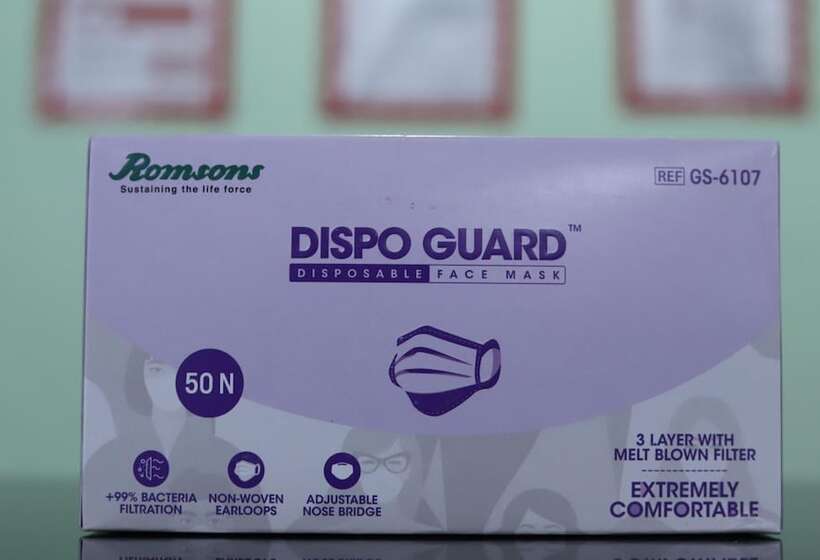 Romsons
Sustaining the life force
REF GS-6107
DISPO GUARD™
DISPOSABLE FACE MASK
50 N
+99% BACTERIA
FILTRATION
NON-WOVEN
EARLOOPS
ADJUSTABLE
NOSE BRIDGE
3 LAYER WITH
MELT BLOWN FILTER
EXTREMELY
COMFORTABLE